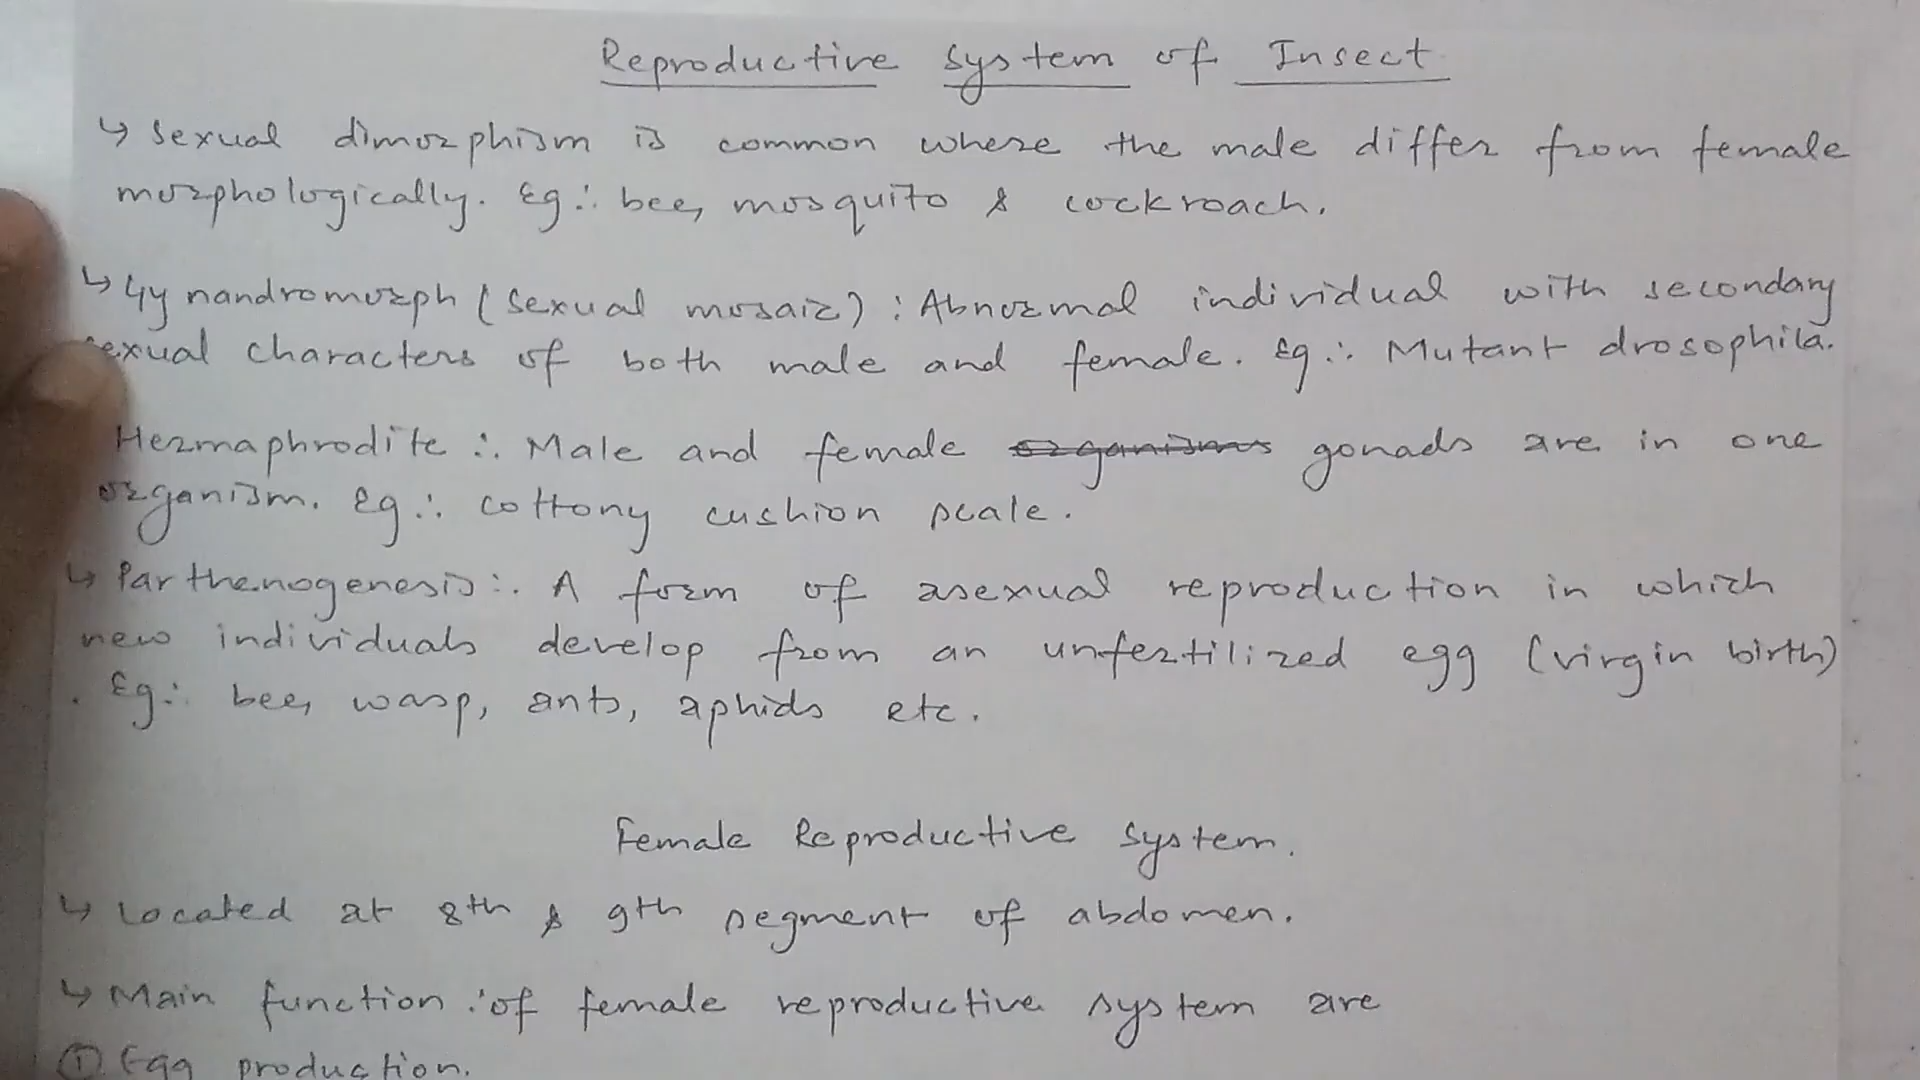 Reproductive System of Insect
↳ Sexual dimorphism is common where the male differ from female
morphologically. Eg:. bee, mosquito & cockroach.
↳ Gynandromorph (Sexual mosaic) : Abnormal individual with secondary
sexual characters of both male and female. Eg:. Mutant drosophila.
Hermaphrodite :. Male and female organisms gonads are in one
organism. Eg:. cottony cushion scale.
↳ Parthenogenesis:. A form of asexual reproduction in which
new individuals develop from an unfertilized egg (virgin birth)
. Eg:. bee, wasp, ants, aphids etc.
Female Reproductive System.
↳ Located at 8th & 9th segment of abdomen.
↳ Main function :of female reproductive system are
① Egg production.